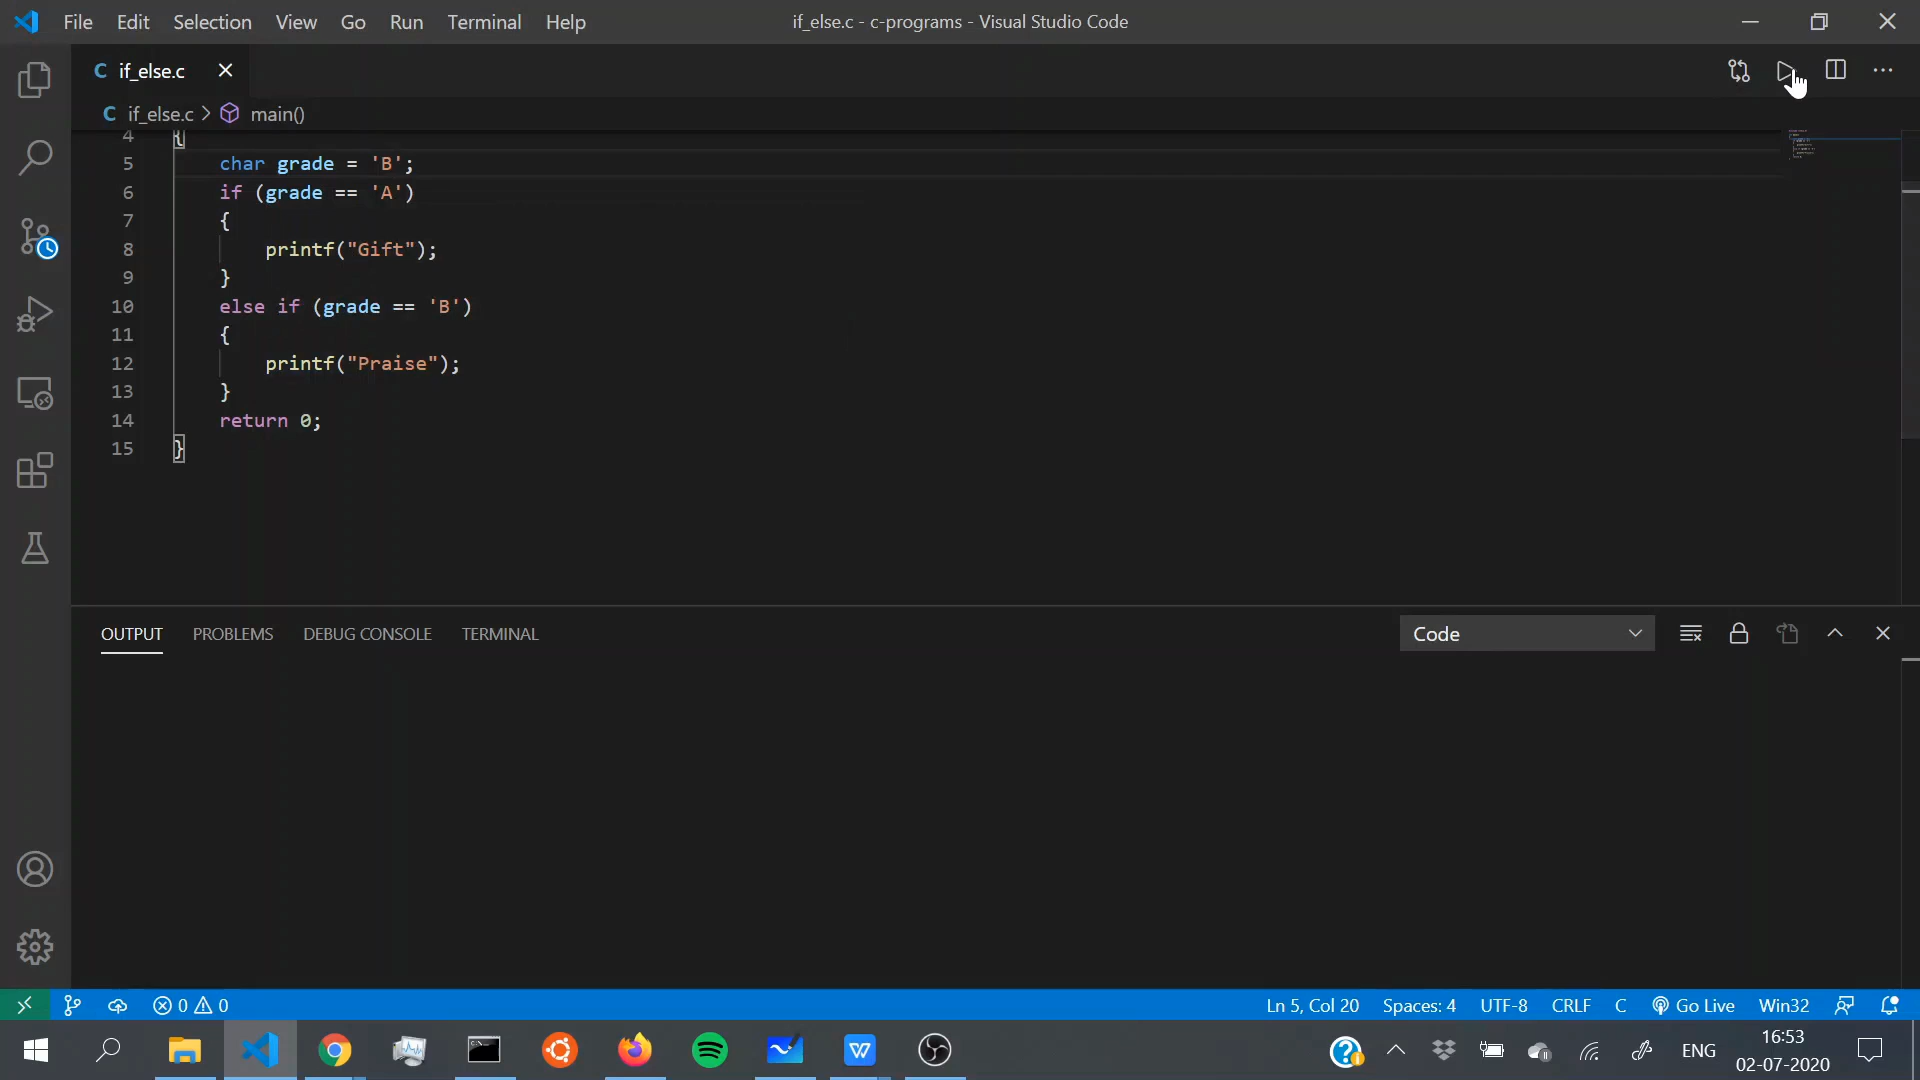 File Edit Selection View Go Run Terminal Help if_else.c - c-programs - Visual Studio Code
C if_else.c
C if_else.c > main()
4 {
5 char grade = 'B';
6 if (grade == 'A')
7 {
8 printf("Gift");
9 }
10 else if (grade == 'B')
11 {
12 printf("Praise");
13 }
14 return 0;
15 }
OUTPUT PROBLEMS DEBUG CONSOLE TERMINAL Code
0 0 Ln 5, Col 20 Spaces: 4 UTF-8 CRLF C Go Live Win32
ENG 16:53
02-07-2020